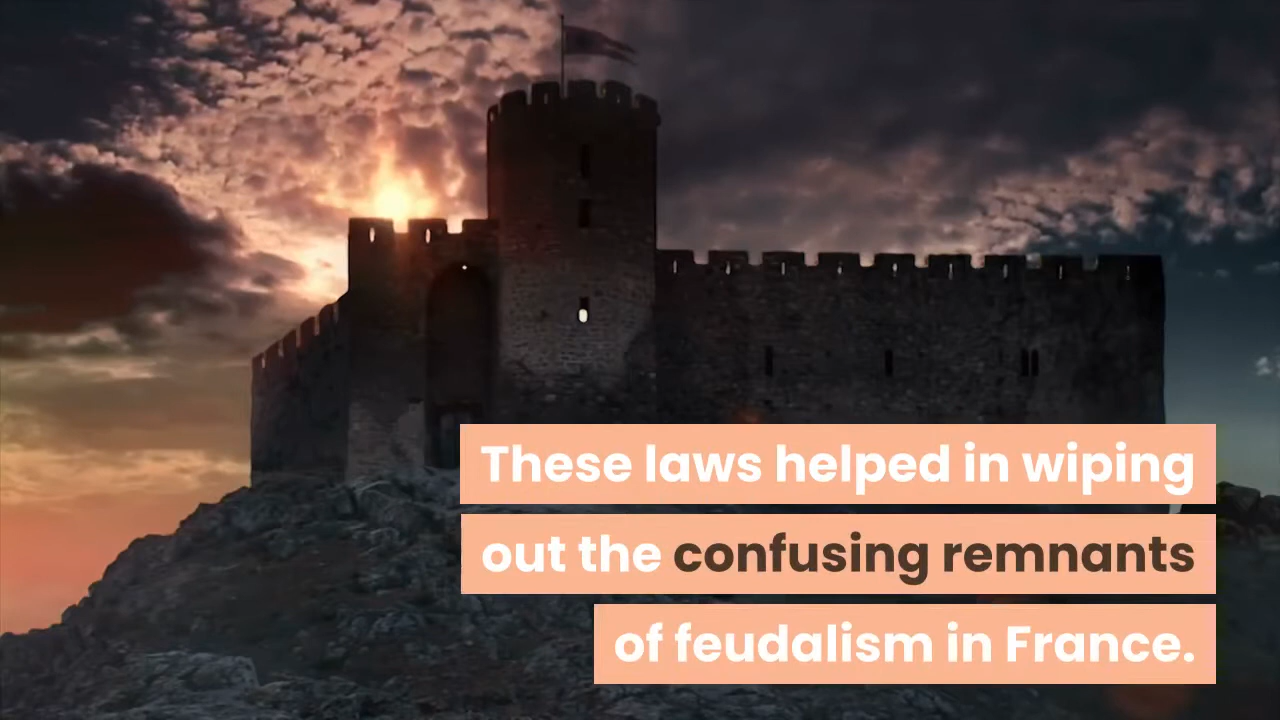 These laws helped in wiping
out the confusing remnants
of feudalism in France.